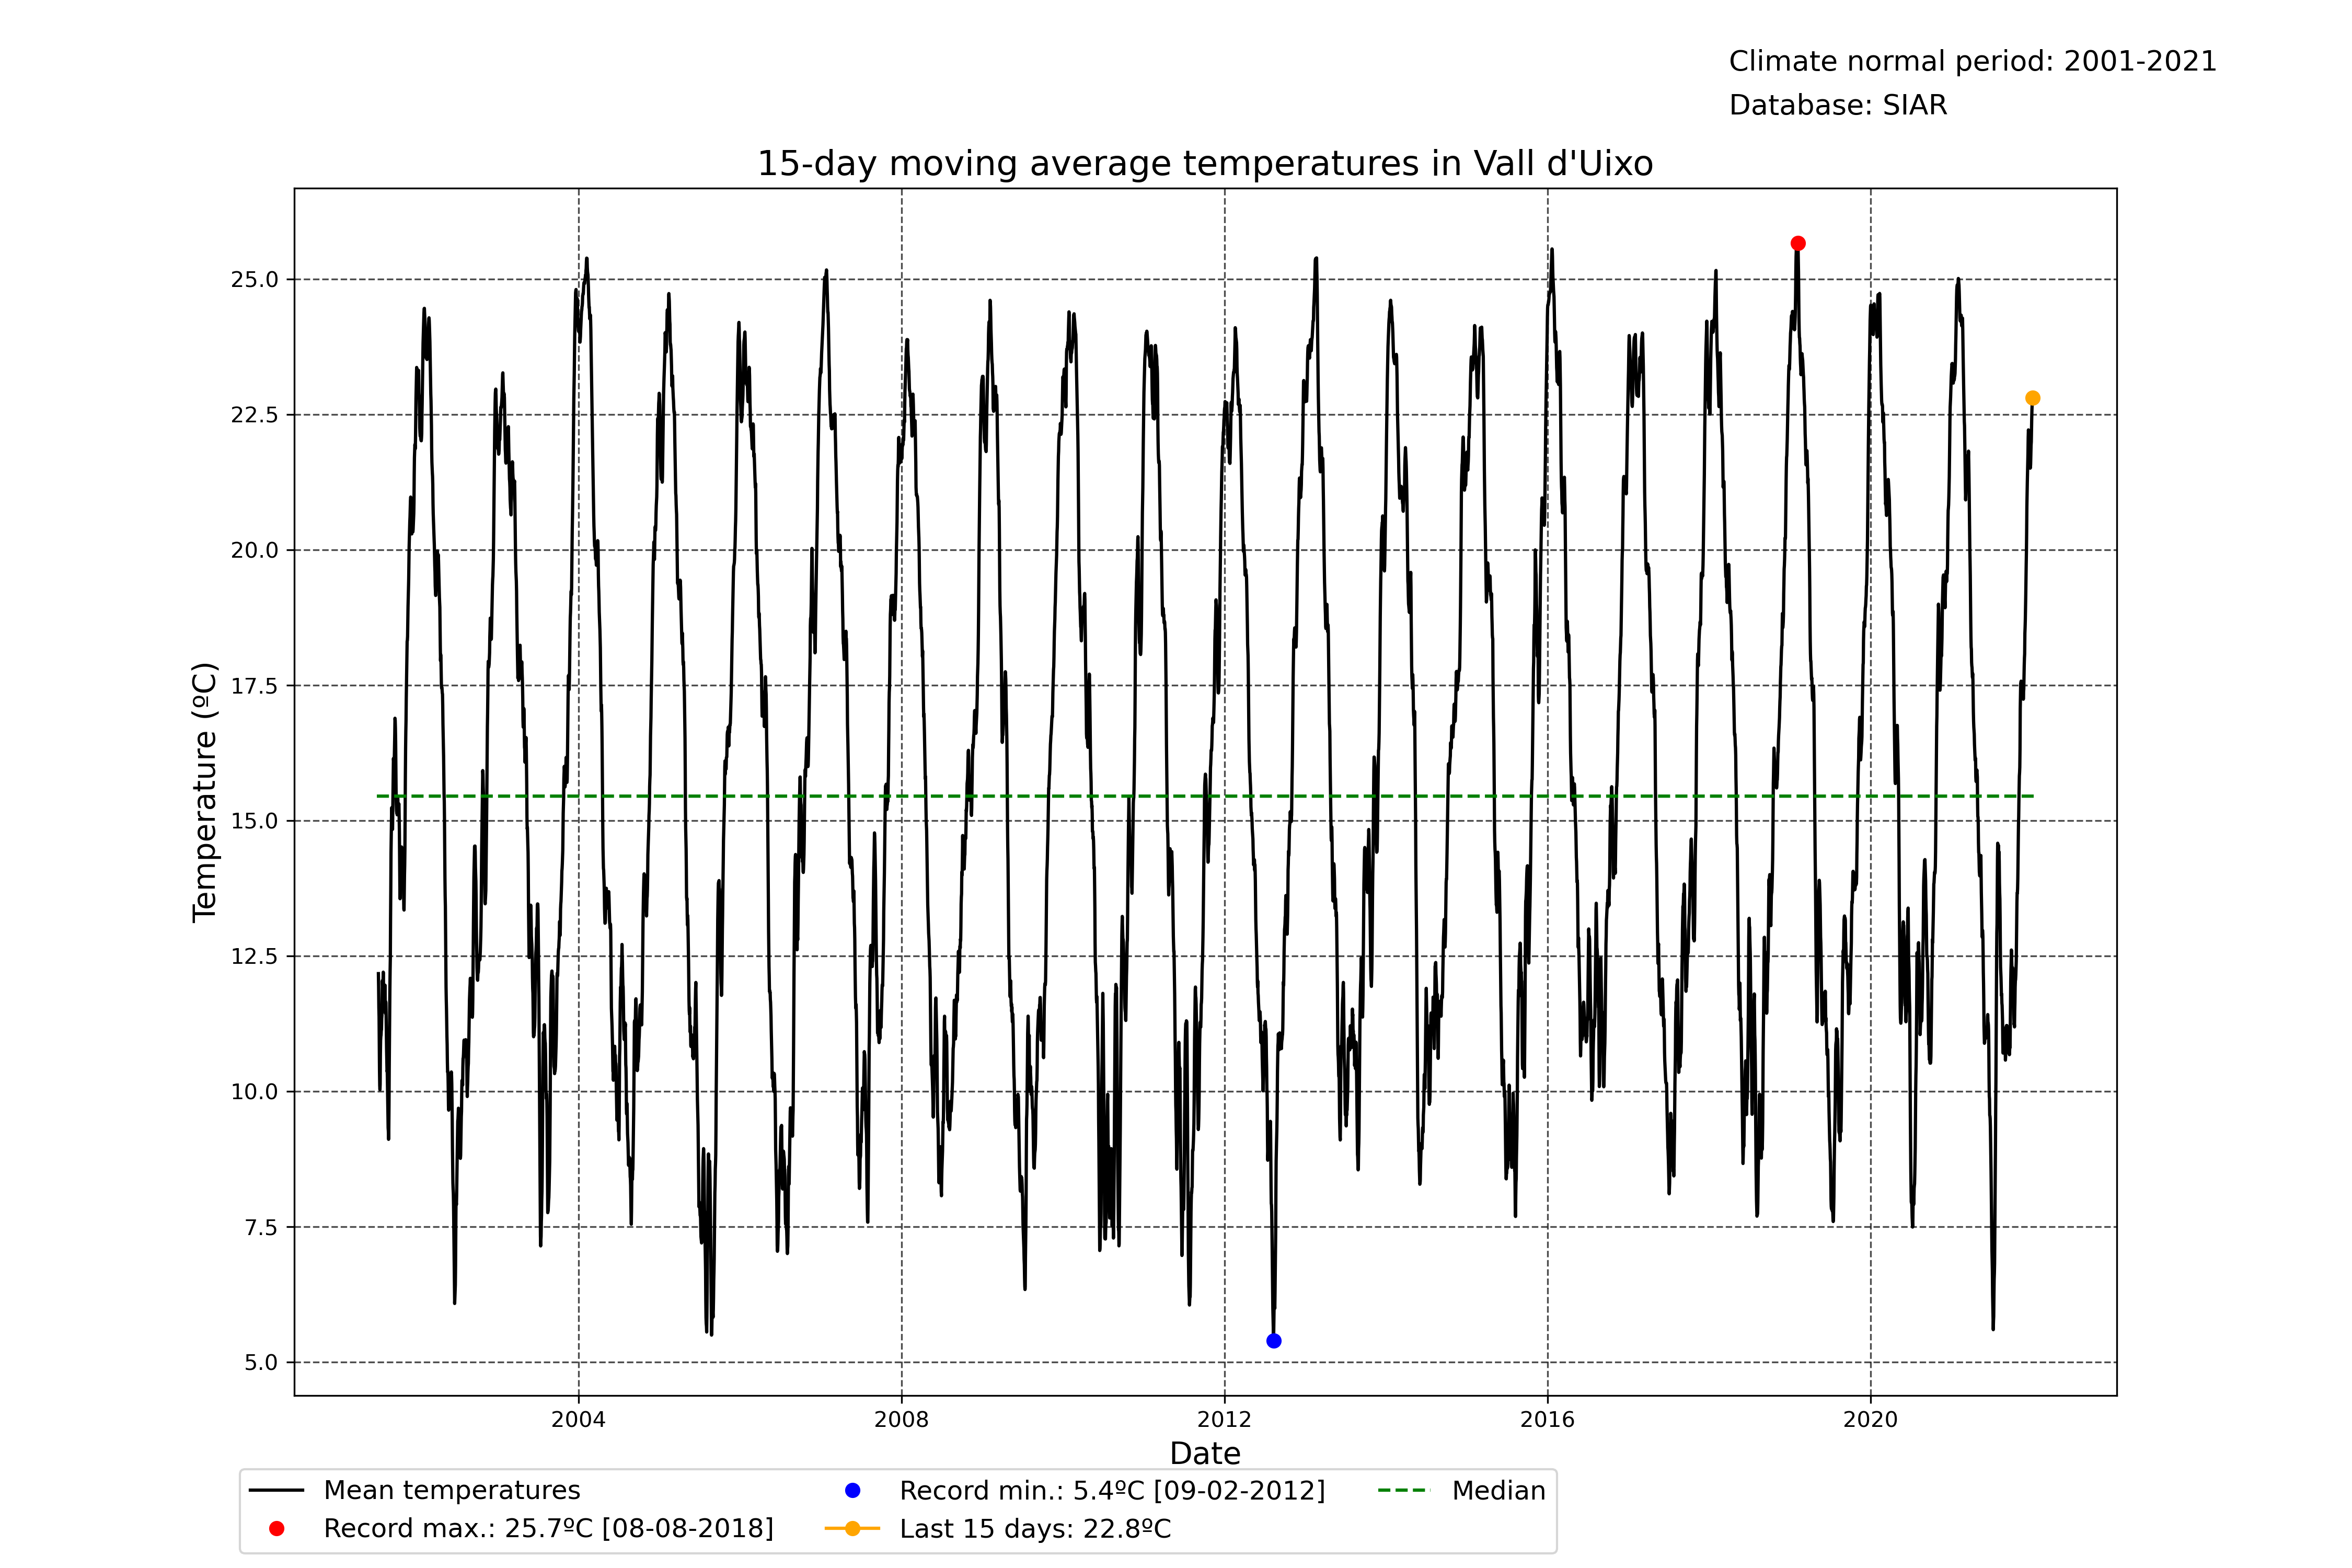 Climate normal period: 2001-2021
Database: SIAR
15-day moving average temperatures in Vall d'Uixo
25.0
22.5
20.0
17.5
15.0
12.5
10.0
7.5
5.0
Temperature (ºC)
2004 2008 2012 2016 2020
Date
Mean temperatures
Record max.: 25.7ºC [08-08-2018]
Record min.: 5.4ºC [09-02-2012]
Last 15 days: 22.8ºC
Median